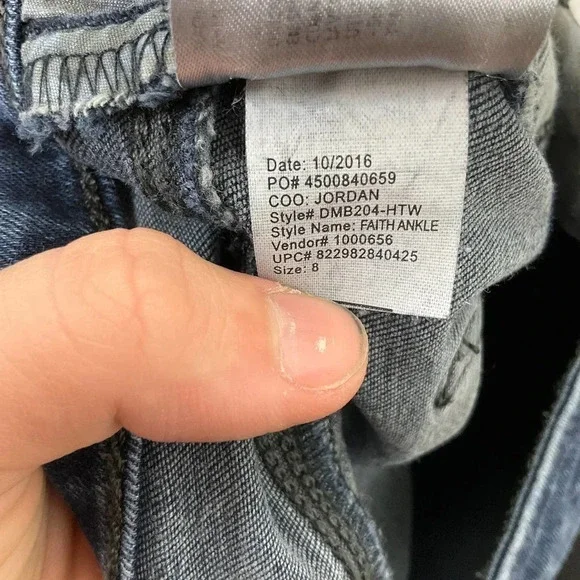 Date: 10/2016
PO# 4500840659
COO: JORDAN
Style# DMB204-HTW
Style Name: FAITH ANKLE
Vendor# 1000656
UPC# 822982840425
Size: 8